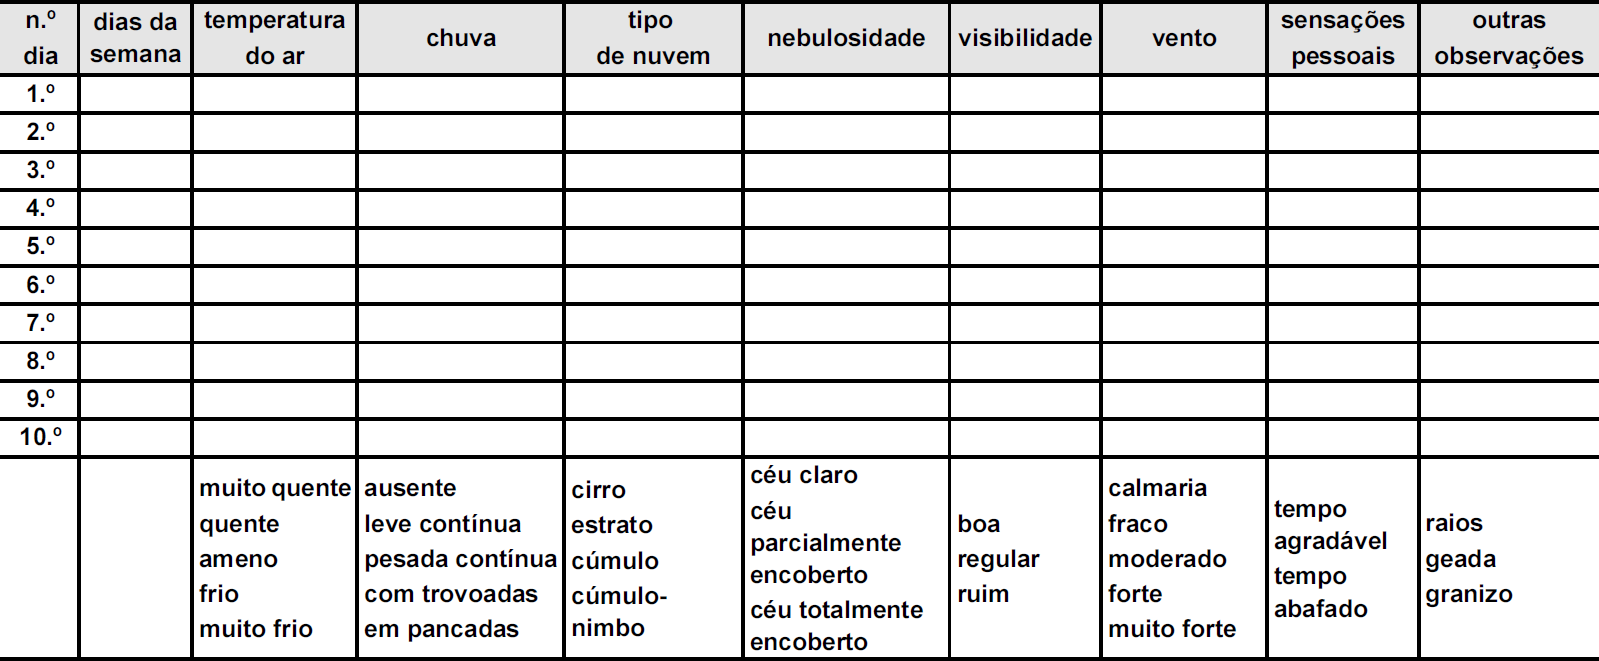 n.º dia
dias da semana
temperatura do ar
chuva
tipo de nuvem
nebulosidade
visibilidade
vento
sensações pessoais
outras observações
1.º
2.º
3.º
4.º
5.º
6.º
7.º
8.º
9.º
10.º
muito quente
quente
ameno
frio
muito frio
ausente
leve contínua
pesada contínua
com trovoadas
em pancadas
cirro
estrato
cúmulo
cúmulo-
nimbo
céu claro
céu
parcialmente
encoberto
céu totalmente
encoberto
boa
regular
ruim
calmaria
fraco
moderado
forte
muito forte
tempo
agradável
tempo
abafado
raios
geada
granizo